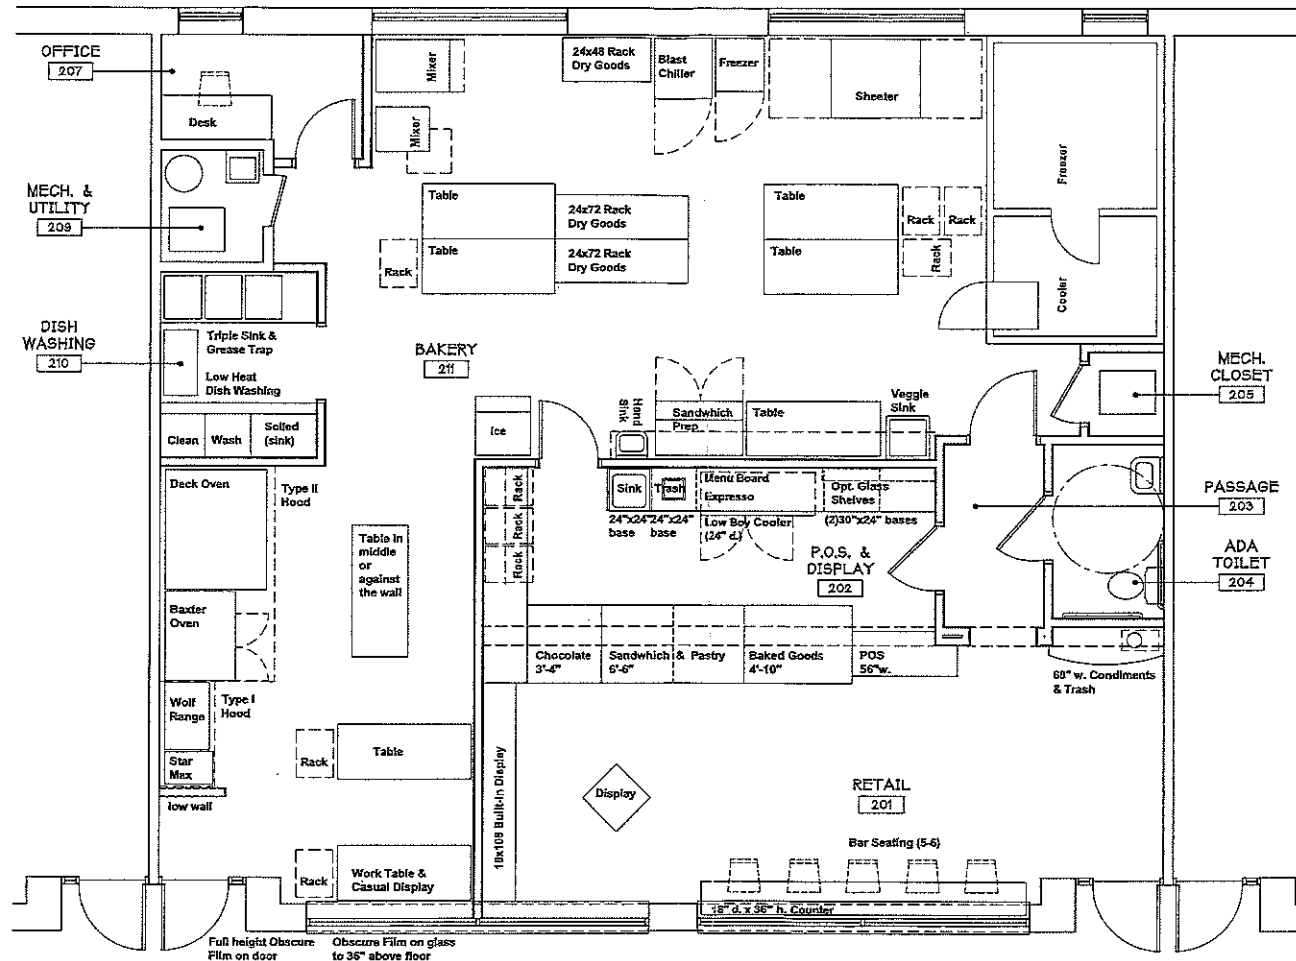 OFFICE
207
Desk
Mixer
Mixer
24x48 Rack
Dry Goods
Blast
Chiller
Freezer
Sheeter
Freezer
MECH. &
UTILITY
209
Table
24x72 Rack
Dry Goods
Table
24x72 Rack
Dry Goods
Rack
Table
Table
Rack
Rack
Rack
Cooler
DISH
WASHING
210
Triple Sink &
Grease Trap
Low Heat
Dish Washing
BAKERY
211
MECH.
CLOSET
205
Clean
Wash
Soiled
(sink)
Ice
Hand
Sink
Sandwhich
Prep
Table
Veggie
Sink
Deck Oven
Type II
Hood
Rack
Rack
Rack
Sink
Trash
Menu Board
Expresso
Opt. Glass
Shelves
24"x24"
base
24"x24"
base
Low Boy Cooler
(24" d.)
(2)30"x24" bases
PASSAGE
203
Table in
middle
or
against
the wall
P.O.S. &
DISPLAY
202
ADA
TOILET
204
Baxter
Oven
Chocolate
3'-4"
Sandwhich & Pastry
6'-6"
Baked Goods
4'-10"
POS
56"w.
60" w. Condiments
& Trash
Wolf
Range
Type I
Hood
Star
Max
low wall
Rack
Table
18x108 Built-in Display
Display
RETAIL
201
Bar Seating (5-6)
Rack
Work Table &
Casual Display
18" d. x 36" h. Counter
Full height Obscure
Film on door
Obscure Film on glass
to 36" above floor